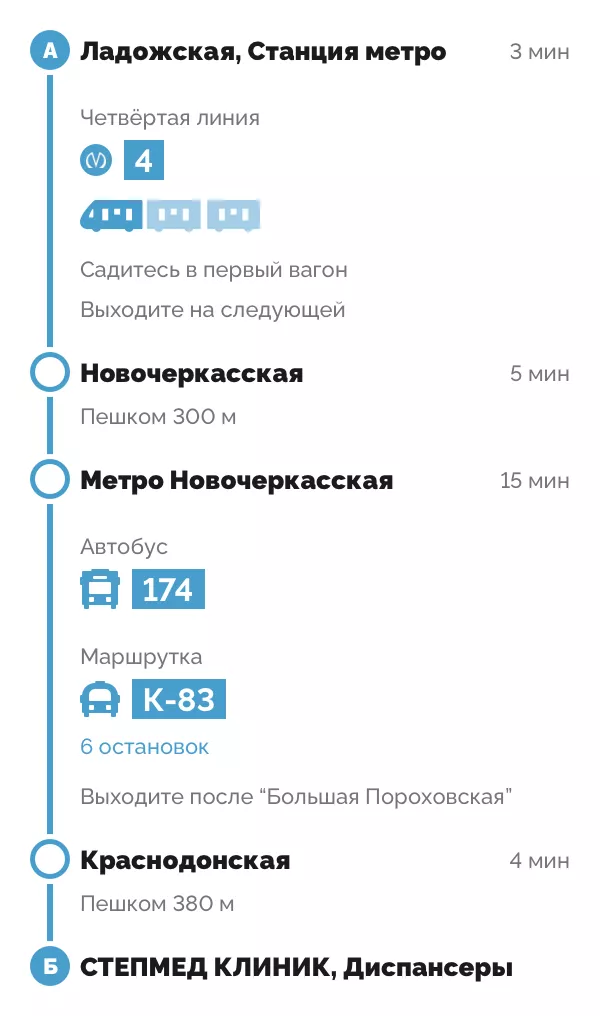 А Ладожская, Станция метро 3 мин
Четвёртая линия
4
Садитесь в первый вагон
Выходите на следующей
Новочеркасская 5 мин
Пешком 300 м
Метро Новочеркасская 15 мин
Автобус
174
Маршрутка
К-83
6 остановок
Выходите после “Большая Пороховская”
Краснодонская 4 мин
Пешком 380 м
Б СТЕПМЕД КЛИНИК, Диспансеры